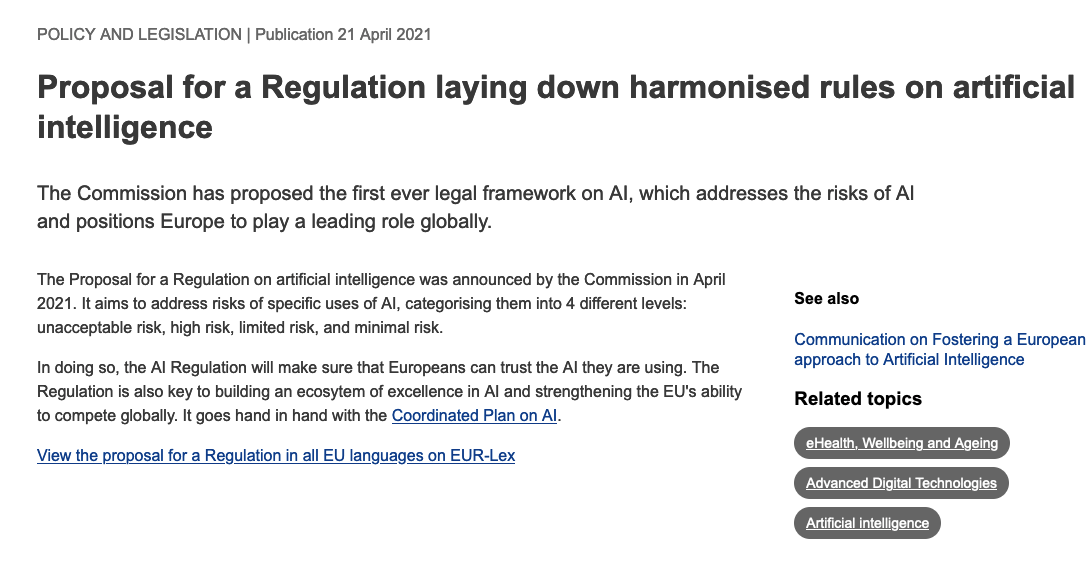 POLICY AND LEGISLATION | Publication 21 April 2021
Proposal for a Regulation laying down harmonised rules on artificial
intelligence
The Commission has proposed the first ever legal framework on AI, which addresses the risks of AI
and positions Europe to play a leading role globally.
The Proposal for a Regulation on artificial intelligence was announced by the Commission in April
2021. It aims to address risks of specific uses of AI, categorising them into 4 different levels:
unacceptable risk, high risk, limited risk, and minimal risk.
In doing so, the AI Regulation will make sure that Europeans can trust the AI they are using. The
Regulation is also key to building an ecosytem of excellence in AI and strengthening the EU's ability
to compete globally. It goes hand in hand with the Coordinated Plan on AI.
View the proposal for a Regulation in all EU languages on EUR-Lex
See also
Communication on Fostering a European
approach to Artificial Intelligence
Related topics
eHealth, Wellbeing and Ageing
Advanced Digital Technologies
Artificial intelligence